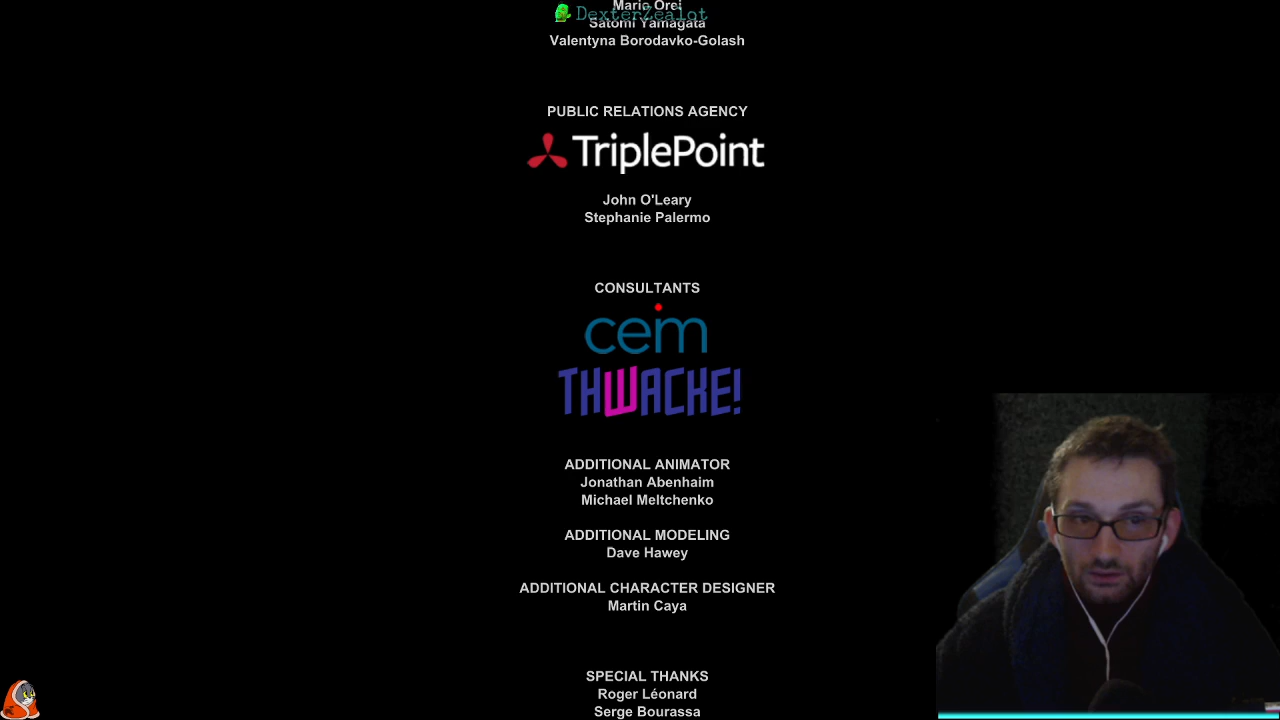 Mario Orei
DexterZealot
Satomi Yamagata
Valentyna Borodavko-Golash
PUBLIC RELATIONS AGENCY
TriplePoint
John O'Leary
Stephanie Palermo
CONSULTANTS
ceim
THWACKE!
ADDITIONAL ANIMATOR
Jonathan Abenhaim
Michael Meltchenko
ADDITIONAL MODELING
Dave Hawey
ADDITIONAL CHARACTER DESIGNER
Martin Caya
SPECIAL THANKS
Roger Léonard
Serge Bourassa